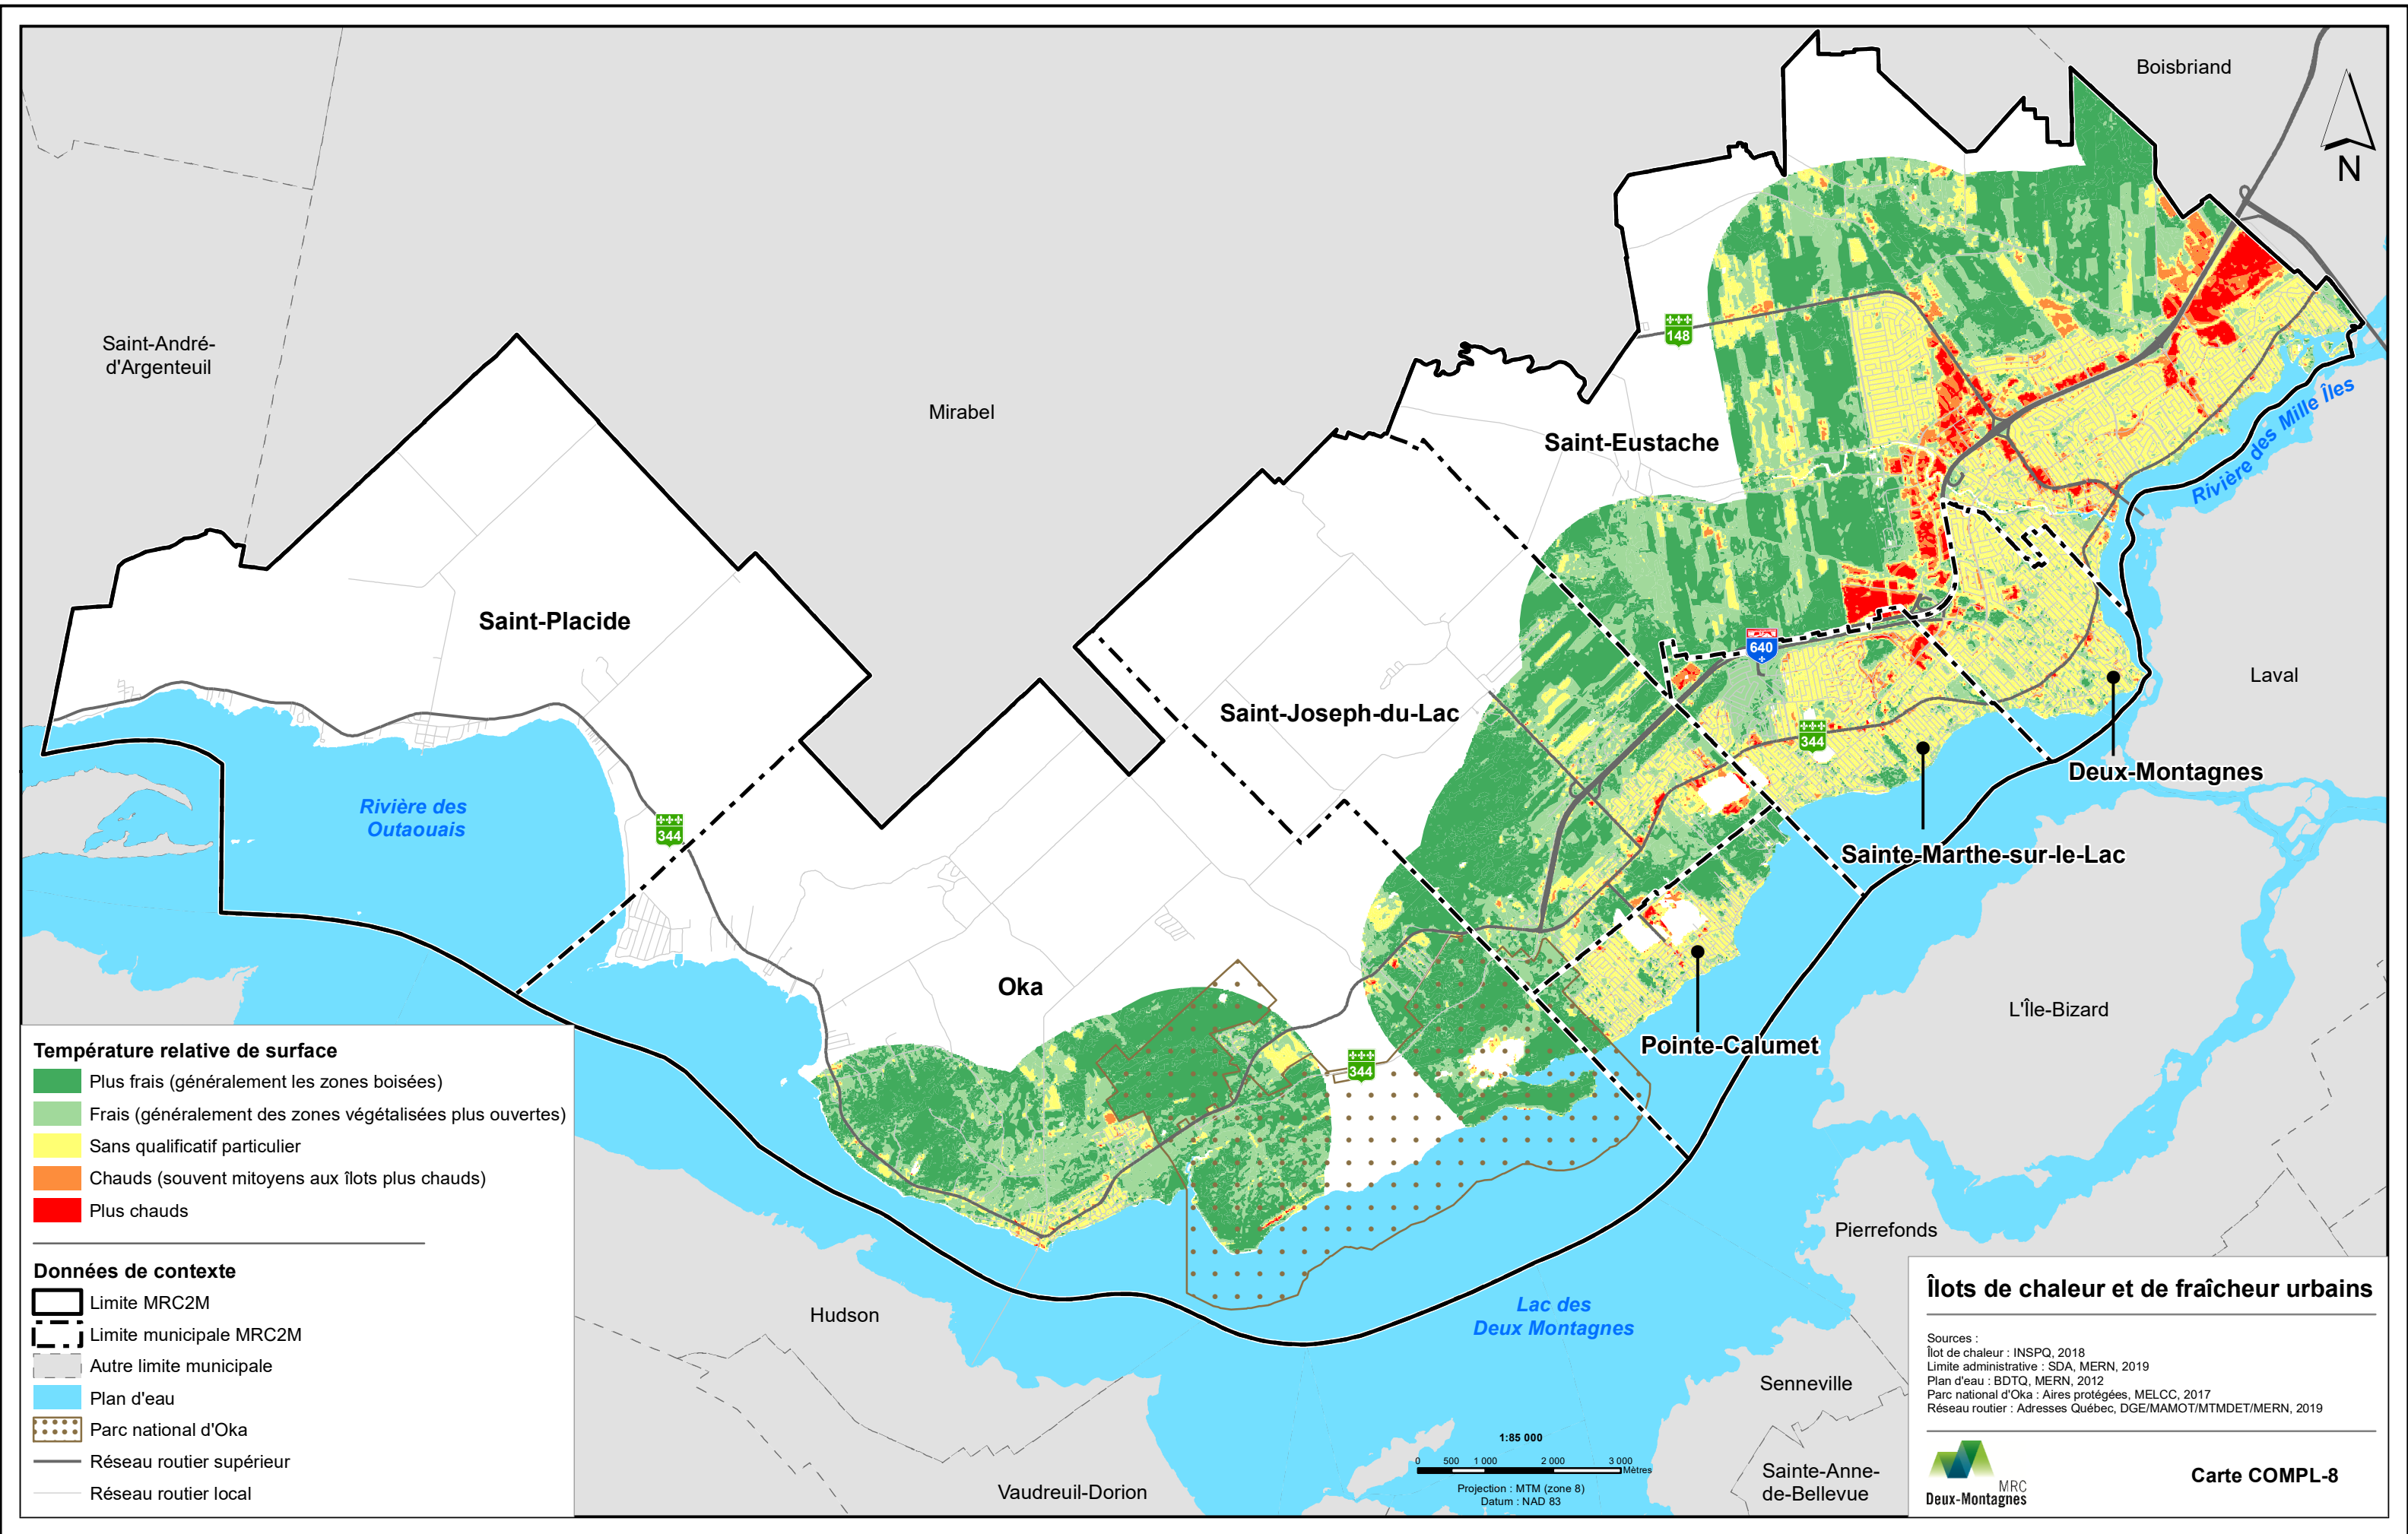 Boisbriand
N
148
Saint-André-
d'Argenteuil
Mirabel
Saint-Eustache
Rivière des Mille Îles
Saint-Placide
640
Laval
Saint-Joseph-du-Lac
344
Deux-Montagnes
Rivière des
Outaouais
344
Sainte-Marthe-sur-le-Lac
Oka
L'Île-Bizard
Pointe-Calumet
344
Température relative de surface
Plus frais (généralement les zones boisées)
Frais (généralement des zones végétalisées plus ouvertes)
Sans qualificatif particulier
Chauds (souvent mitoyens aux îlots plus chauds)
Plus chauds
Données de contexte
Limite MRC2M
Limite municipale MRC2M
Autre limite municipale
Plan d'eau
Parc national d'Oka
Réseau routier supérieur
Réseau routier local
Pierrefonds
Hudson
Lac des
Deux Montagnes
Senneville
Vaudreuil-Dorion
Sainte-Anne-
de-Bellevue
1:85 000
0 500 1 000 2 000 3 000
Mètres
Projection : MTM (zone 8)
Datum : NAD 83
Îlots de chaleur et de fraîcheur urbains
Sources :
Îlot de chaleur : INSPQ, 2018
Limite administrative : SDA, MERN, 2019
Plan d'eau : BDTQ, MERN, 2012
Parc national d'Oka : Aires protégées, MELCC, 2017
Réseau routier : Adresses Québec, DGE/MAMOT/MTMDET/MERN, 2019
MRC
Deux-Montagnes
Carte COMPL-8